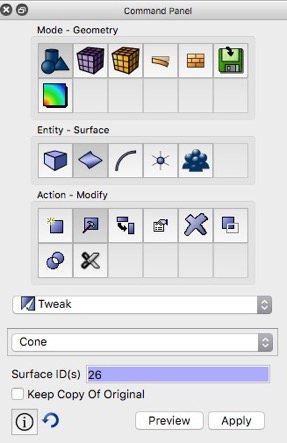 Command Panel
Mode - Geometry
Entity - Surface
Action - Modify
Tweak
Cone
Surface ID(s) 26
Keep Copy Of Original
Preview Apply